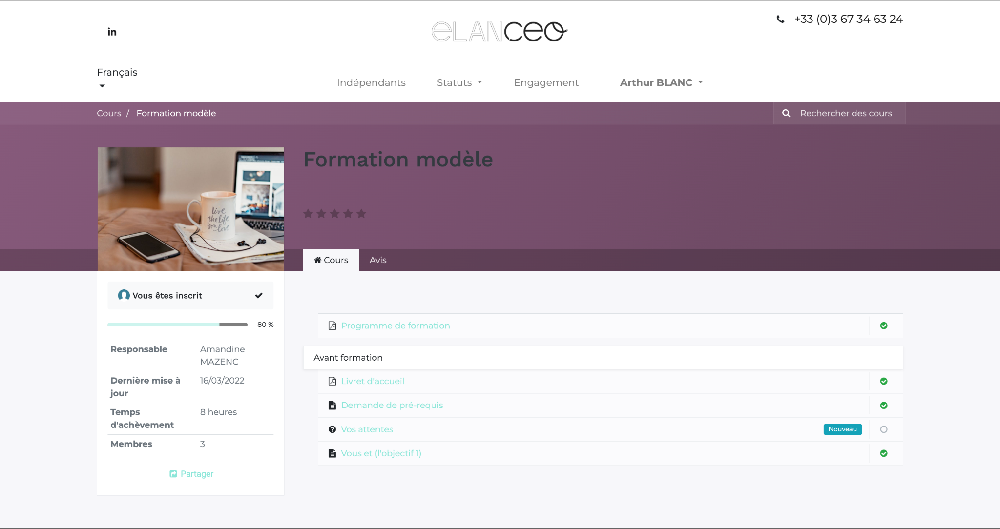 eLANceo
+33 (0)3 67 34 63 24
Français
Indépendants
Statuts
Engagement
Arthur BLANC
Cours / Formation modèle
Rechercher des cours
Formation modèle
live
the life
you love
Cours
Avis
Vous êtes inscrit
80 %
Responsable
Amandine
MAZENC
Dernière mise à
jour
16/03/2022
Temps
d'achèvement
8 heures
Membres
3
Partager
Programme de formation
Avant formation
Livret d'accueil
Demande de pré-requis
Vos attentes
Nouveau
Vous et (l'objectif 1)